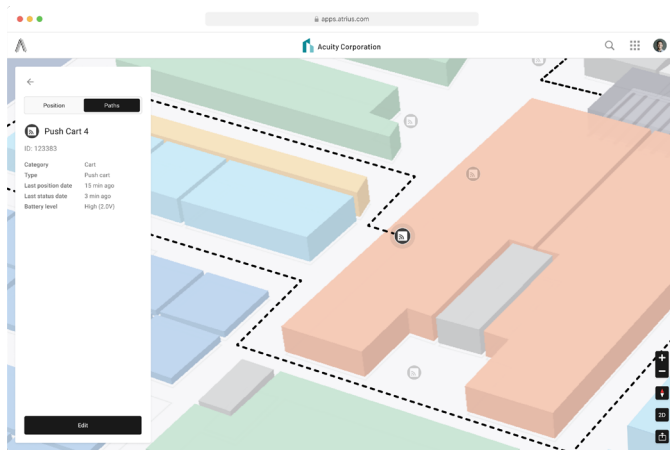 apps.atrius.com
Acuity Corporation
Position Paths
Push Cart 4
ID: 123383
Category Cart
Type Push cart
Last position date 15 min ago
Last status date 3 min ago
Battery level High (2.0V)
Edit
+
−
2D